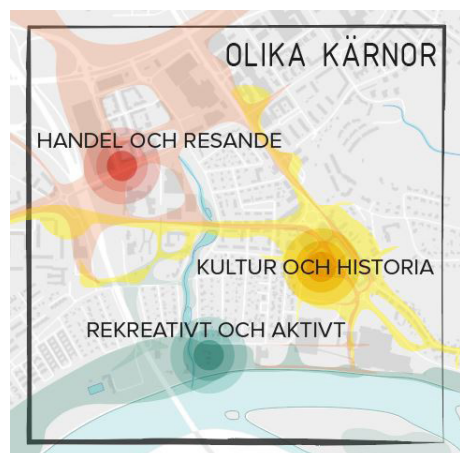 OLIKA KÄRNOR
HANDEL OCH RESANDE
KULTUR OCH HISTORIA
REKREATIVT OCH AKTIVT